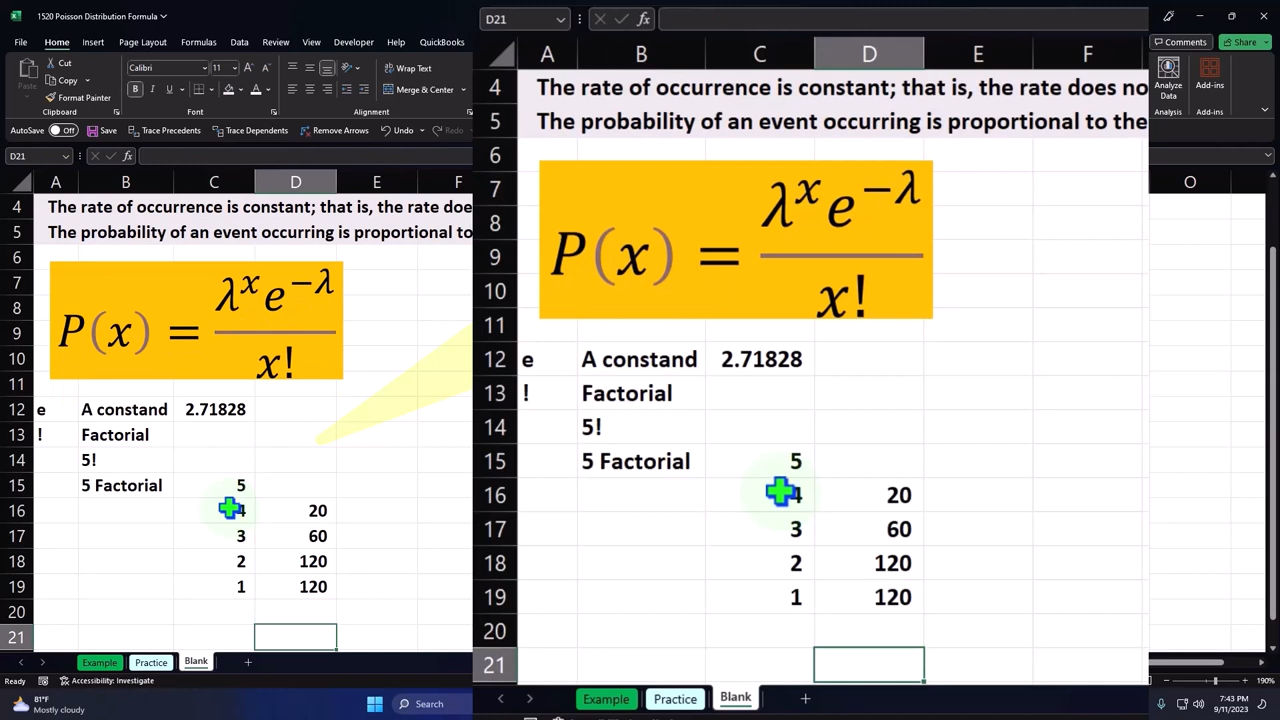 1520 Poisson Distribution Formula
File Home Insert Page Layout Formulas Data Review View Developer Help QuickBooks
Comments Share
Cut
Copy
Format Painter
Clipboard
Calibri 11
Font
Wrap Text
Merge & Center
Alignment
Analyze Data
Add-ins
Add-ins
AutoSave Off Save Trace Precedents Trace Dependents Remove Arrows Undo Redo
D21 fx
A B C D E F
4 The rate of occurrence is constant; that is, the rate doe
5 The probability of an event occurring is proportional to
6
7
8
9
10
11
P(x) = λ^x e^−λ / x!
12 e A constand 2.71828
13 ! Factorial
14 5!
15 5 Factorial 5
16 4 20
17 3 60
18 2 120
19 1 120
20
21
Example Practice Blank +
Ready Accessibility: Investigate
81°F
Mostly cloudy
Search
D21 fx
A B C D E F
4 The rate of occurrence is constant; that is, the rate does no
5 The probability of an event occurring is proportional to the
6
7
8
9
10
11
P(x) = λ^x e^−λ / x!
12 e A constand 2.71828
13 ! Factorial
14 5!
15 5 Factorial 5
16 4 20
17 3 60
18 2 120
19 1 120
20
21
Example Practice Blank +
O
190%
7:43 PM
9/11/2023